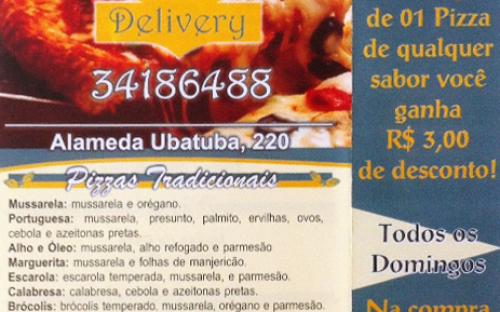 Delivery
34186488
Alameda Ubatuba, 220
Pizzas Tradicionais
Mussarela: mussarela e orégano.
Portuguesa: mussarela, presunto, palmito, ervilhas, ovos,
cebola e azeitonas pretas.
Alho e Óleo: mussarela, alho refogado e parmesão
Marguerita: mussarela e folhas de manjericão.
Escarola: escarola temperada, mussarela, e parmesão.
Calabresa: calabresa, cebola e azeitonas pretas.
Brócolis: brócolis temperado, mussarela, orégano e parmesão.
de 01 Pizza
de qualquer
sabor você
ganha
R$ 3,00
de desconto!
Todos os
Domingos
Na compra